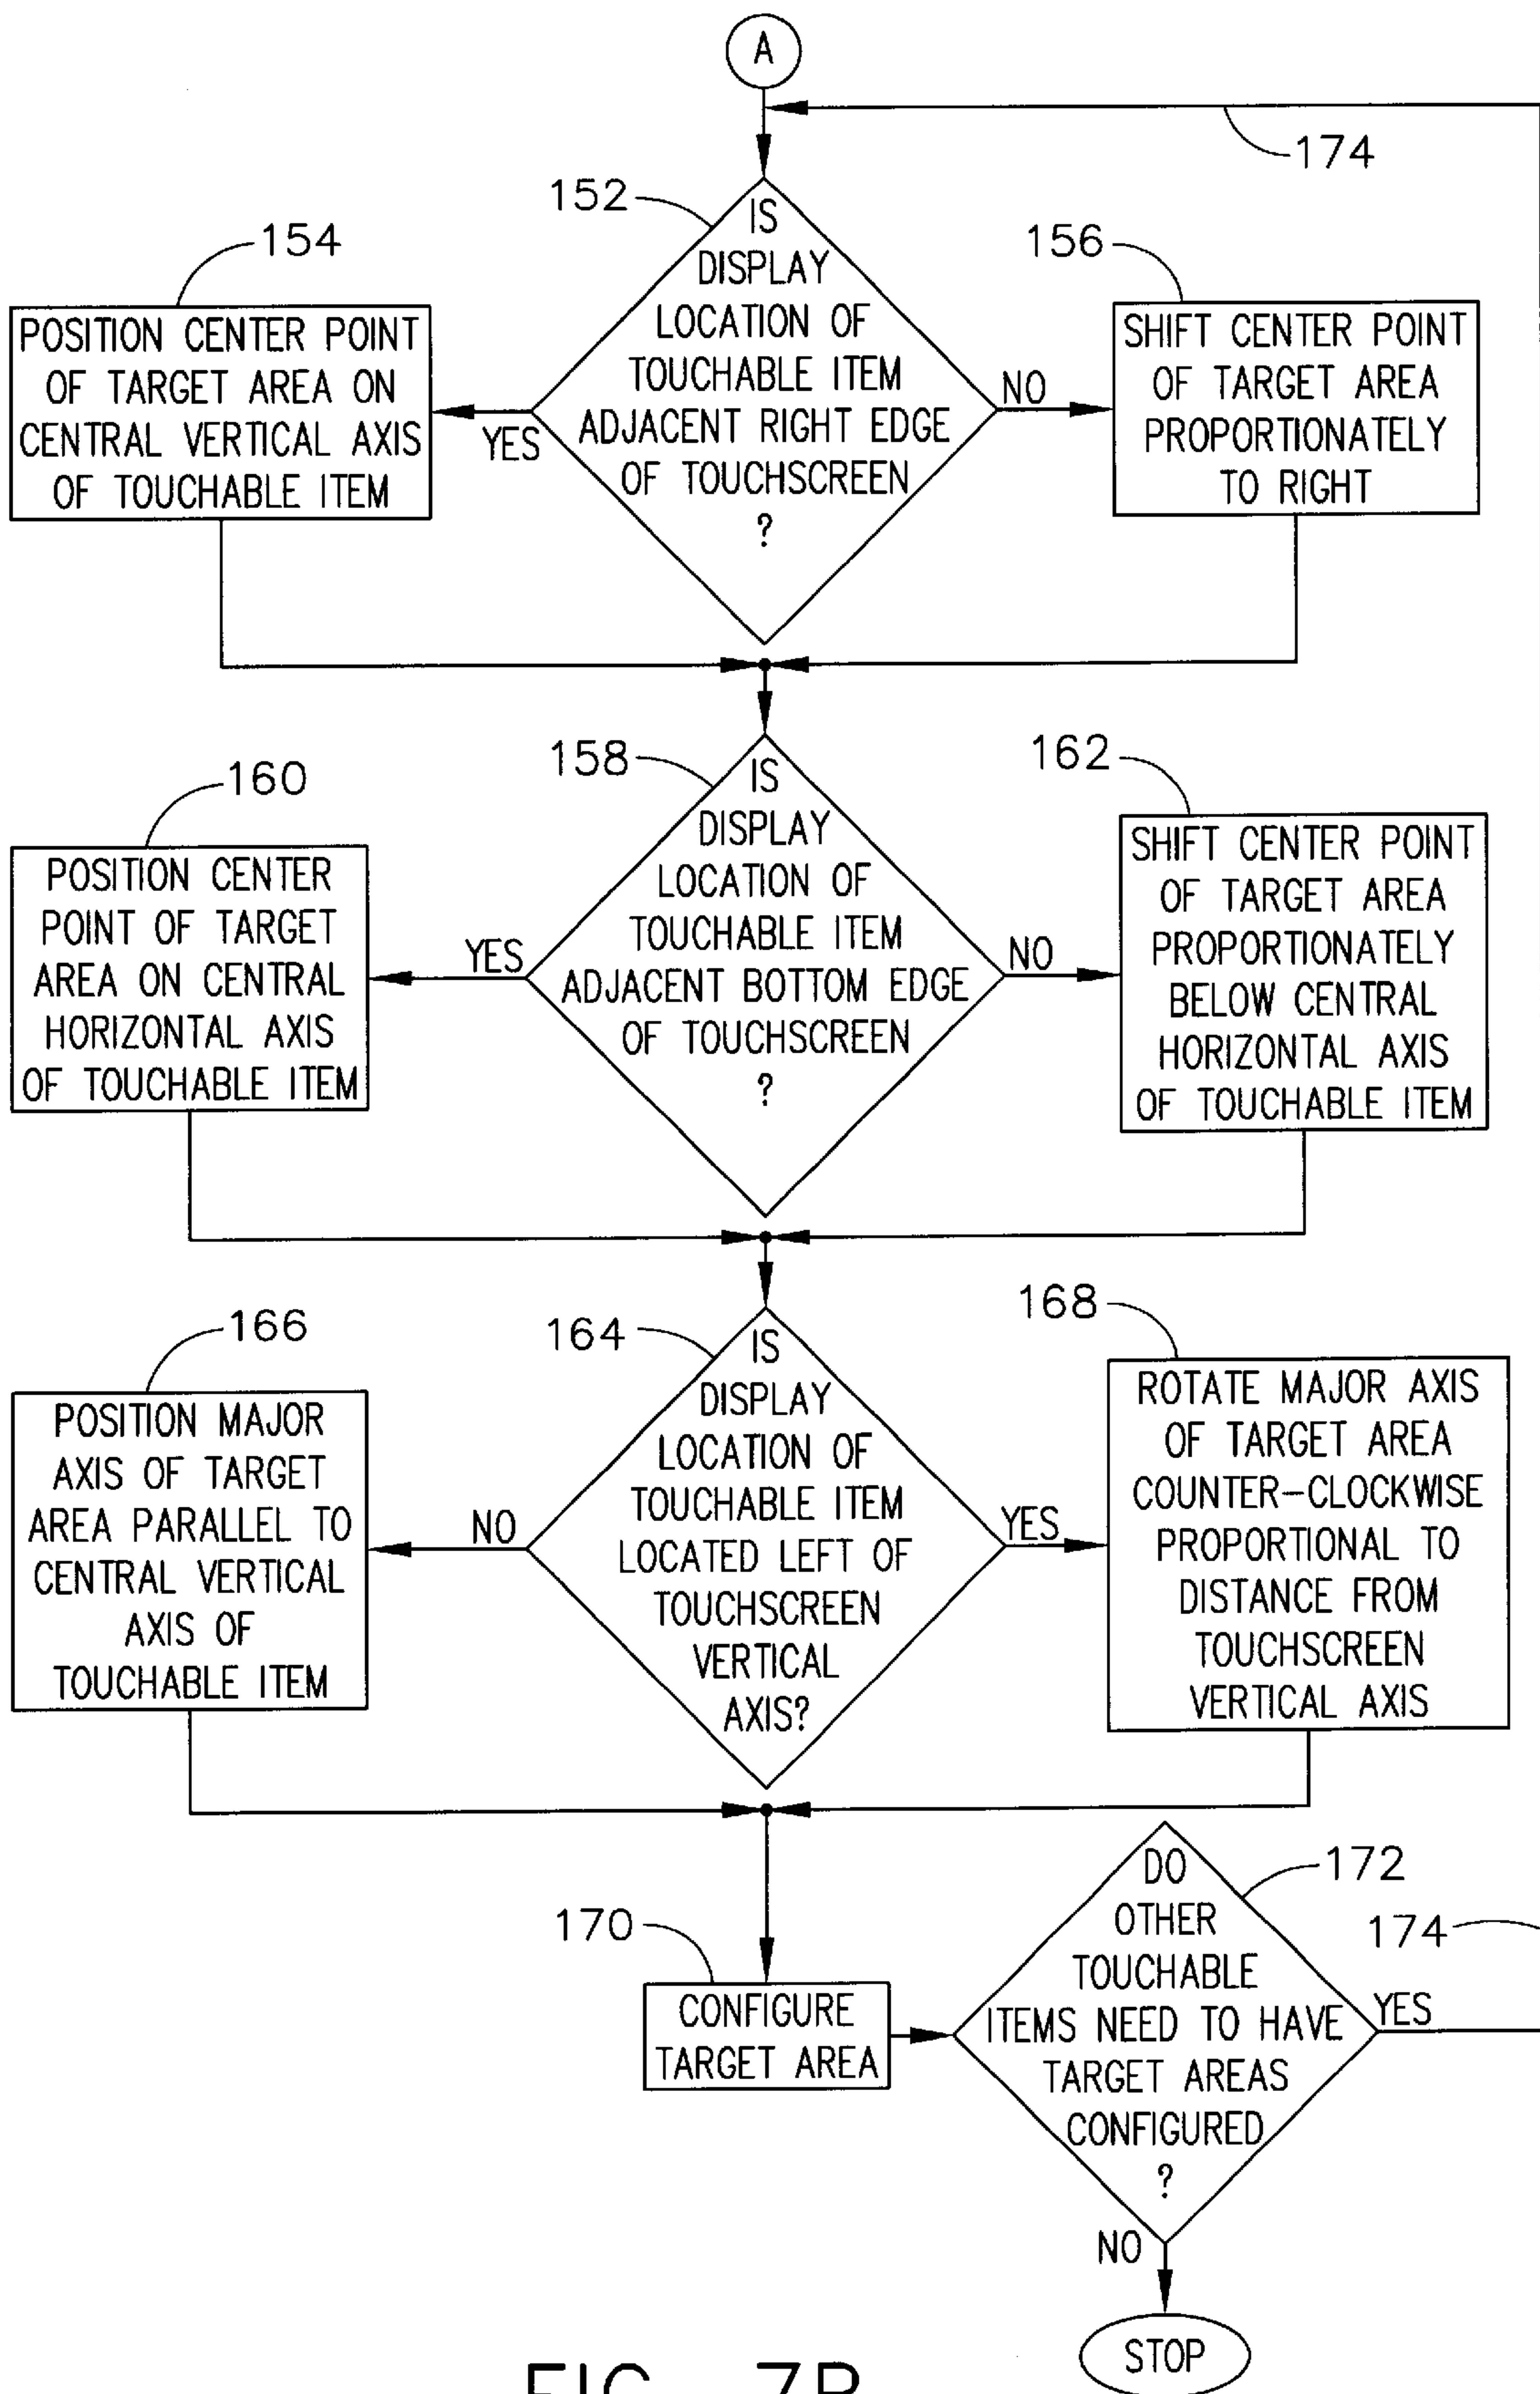 A
174
152
IS
DISPLAY
LOCATION OF
TOUCHABLE ITEM
ADJACENT RIGHT EDGE
OF TOUCHSCREEN
?
154
POSITION CENTER POINT
OF TARGET AREA ON
CENTRAL VERTICAL AXIS
OF TOUCHABLE ITEM
YES
NO
156
SHIFT CENTER POINT
OF TARGET AREA
PROPORTIONATELY
TO RIGHT
158
IS
DISPLAY
LOCATION OF
TOUCHABLE ITEM
ADJACENT BOTTOM EDGE
OF TOUCHSCREEN
?
160
POSITION CENTER
POINT OF TARGET
AREA ON CENTRAL
HORIZONTAL AXIS
OF TOUCHABLE ITEM
YES
NO
162
SHIFT CENTER POINT
OF TARGET AREA
PROPORTIONATELY
BELOW CENTRAL
HORIZONTAL AXIS
OF TOUCHABLE ITEM
164
IS
DISPLAY
LOCATION OF
TOUCHABLE ITEM
LOCATED LEFT OF
TOUCHSCREEN
VERTICAL
AXIS?
166
POSITION MAJOR
AXIS OF TARGET
AREA PARALLEL TO
CENTRAL VERTICAL
AXIS OF
TOUCHABLE ITEM
NO
YES
168
ROTATE MAJOR AXIS
OF TARGET AREA
COUNTER-CLOCKWISE
PROPORTIONAL TO
DISTANCE FROM
TOUCHSCREEN
VERTICAL AXIS
170
CONFIGURE
TARGET AREA
172
DO
OTHER
TOUCHABLE
ITEMS NEED TO HAVE
TARGET AREAS
CONFIGURED
?
174
YES
NO
STOP
FIG. 7B